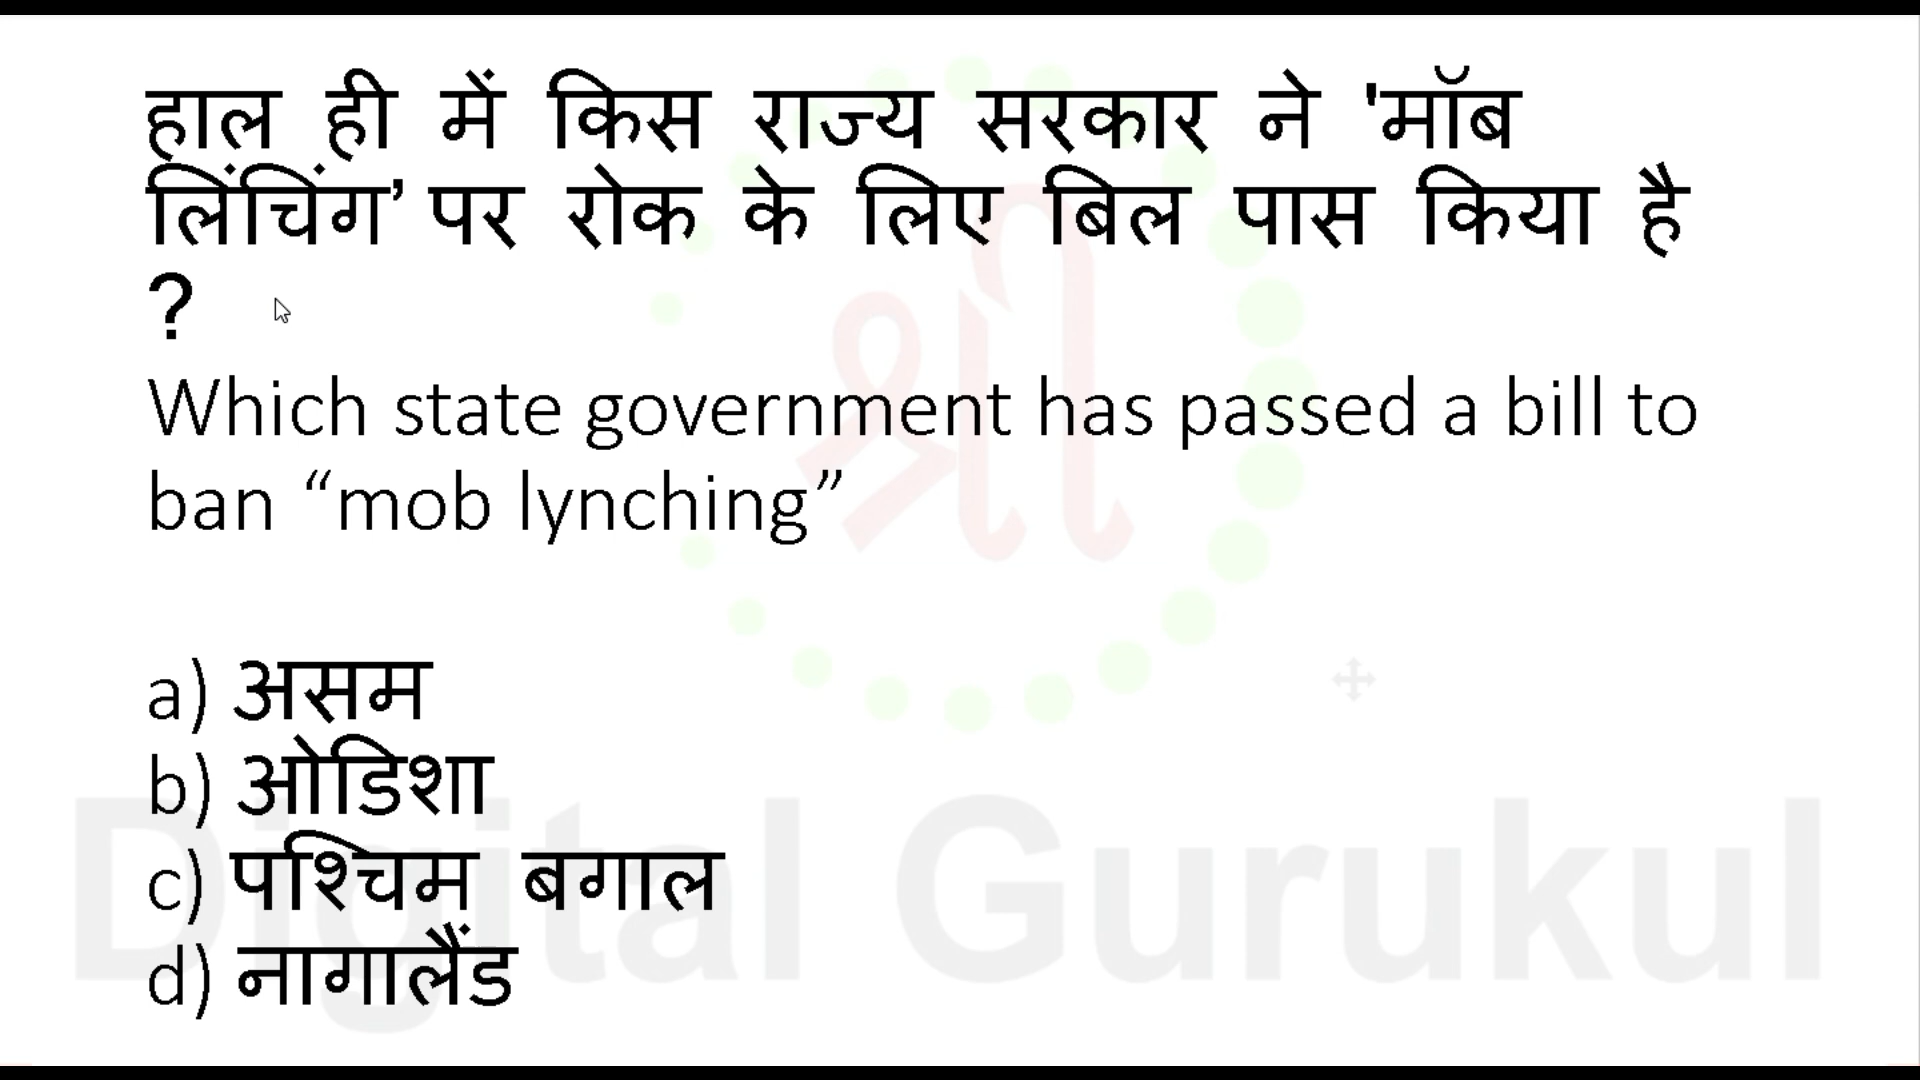 हाल ही में किस राज्य सरकार ने 'मॉब
लिंचिंग’ पर रोक के लिए बिल पास किया है
?
Which state government has passed a bill to
ban “mob lynching”
a) असम
b) ओडिशा
c) पश्चिम बगाल
d) नागालैंड
श्री
Digital Gurukul